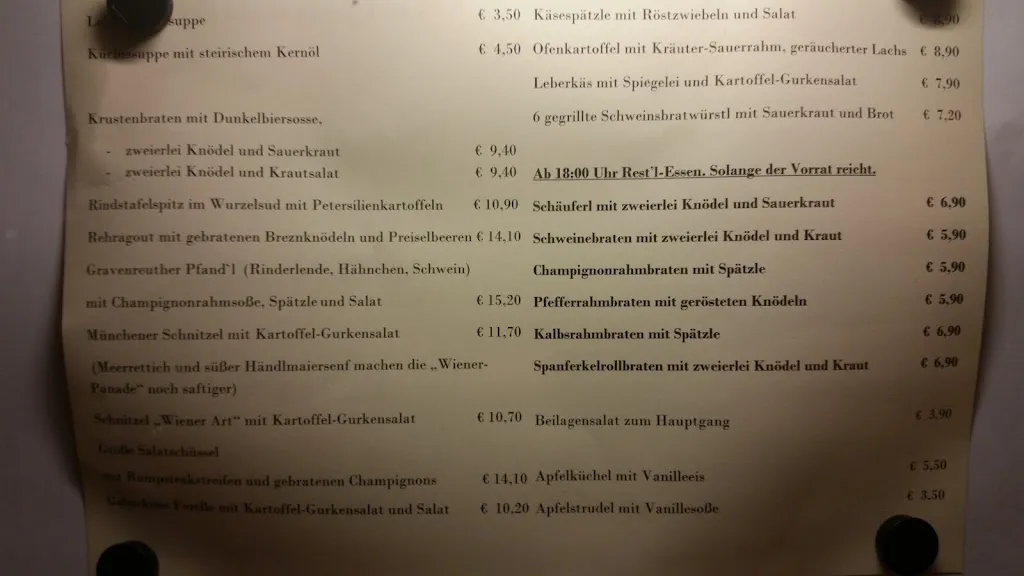 suppe € 3,50
suppe mit steirischem Kernöl € 4,50
Krustenbraten mit Dunkelbiersosse,
- zweierlei Knödel und Sauerkraut € 9,40
- zweierlei Knödel und Krautsalat € 9,40
Rindstafelspitz im Wurzelsud mit Petersilienkartoffeln € 10,90
Rehragout mit gebratenen Breznknödeln und Preiselbeeren € 14,10
Gravenreuther Pfand`l (Rinderlende, Hähnchen, Schwein)
mit Champignonrahmsoße, Spätzle und Salat € 15,20
Münchener Schnitzel mit Kartoffel-Gurkensalat € 11,70
(Meerrettich und süßer Händlmaiersenf machen die „Wiener-
Panade“ noch saftiger)
Schnitzel „Wiener Art“ mit Kartoffel-Gurkensalat € 10,70
Große Salatschüssel
mit Rumpsteakstreifen und gebratenen Champignons € 14,10
Forelle mit Kartoffel-Gurkensalat und Salat € 10,20
Käsespätzle mit Röstzwiebeln und Salat €
Ofenkartoffel mit Kräuter-Sauerrahm, geräucherter Lachs € 8,90
Leberkäs mit Spiegelei und Kartoffel-Gurkensalat € 7,90
6 gegrillte Schweinsbratwürstl mit Sauerkraut und Brot € 7,20
Ab 18:00 Uhr Rest`l-Essen. Solange der Vorrat reicht.
Schäuferl mit zweierlei Knödel und Sauerkraut € 6,90
Schweinebraten mit zweierlei Knödel und Kraut € 5,90
Champignonrahmbraten mit Spätzle € 5,90
Pfefferrahmbraten mit gerösteten Knödeln € 5,90
Kalbsrahmbraten mit Spätzle € 6,90
Spanferkelrollbraten mit zweierlei Knödel und Kraut € 6,90
Beilagensalat zum Hauptgang € 3,90
Apfelküchel mit Vanilleeis € 5,50
Apfelstrudel mit Vanillesoße € 3,50